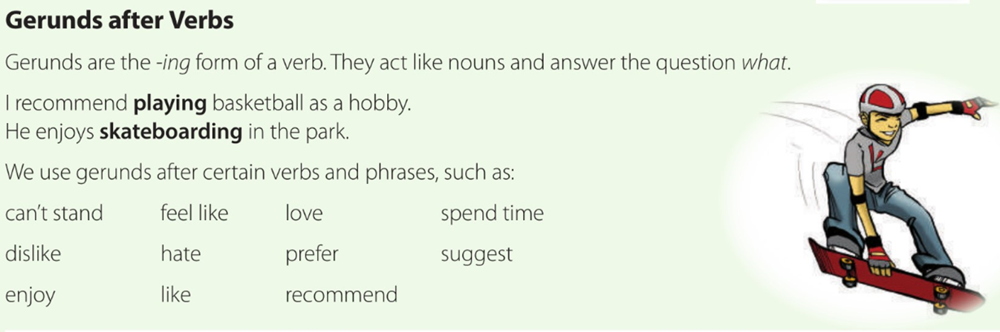 Gerunds after Verbs
Gerunds are the -ing form of a verb. They act like nouns and answer the question what.
I recommend playing basketball as a hobby.
He enjoys skateboarding in the park.
We use gerunds after certain verbs and phrases, such as:
can't stand feel like love spend time
dislike hate prefer suggest
enjoy like recommend